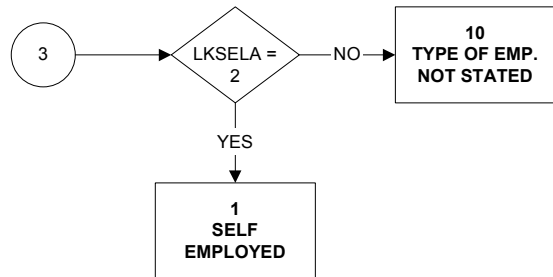 3
LKSELA =
2
NO
10
TYPE OF EMP.
NOT STATED
YES
1
SELF
EMPLOYED